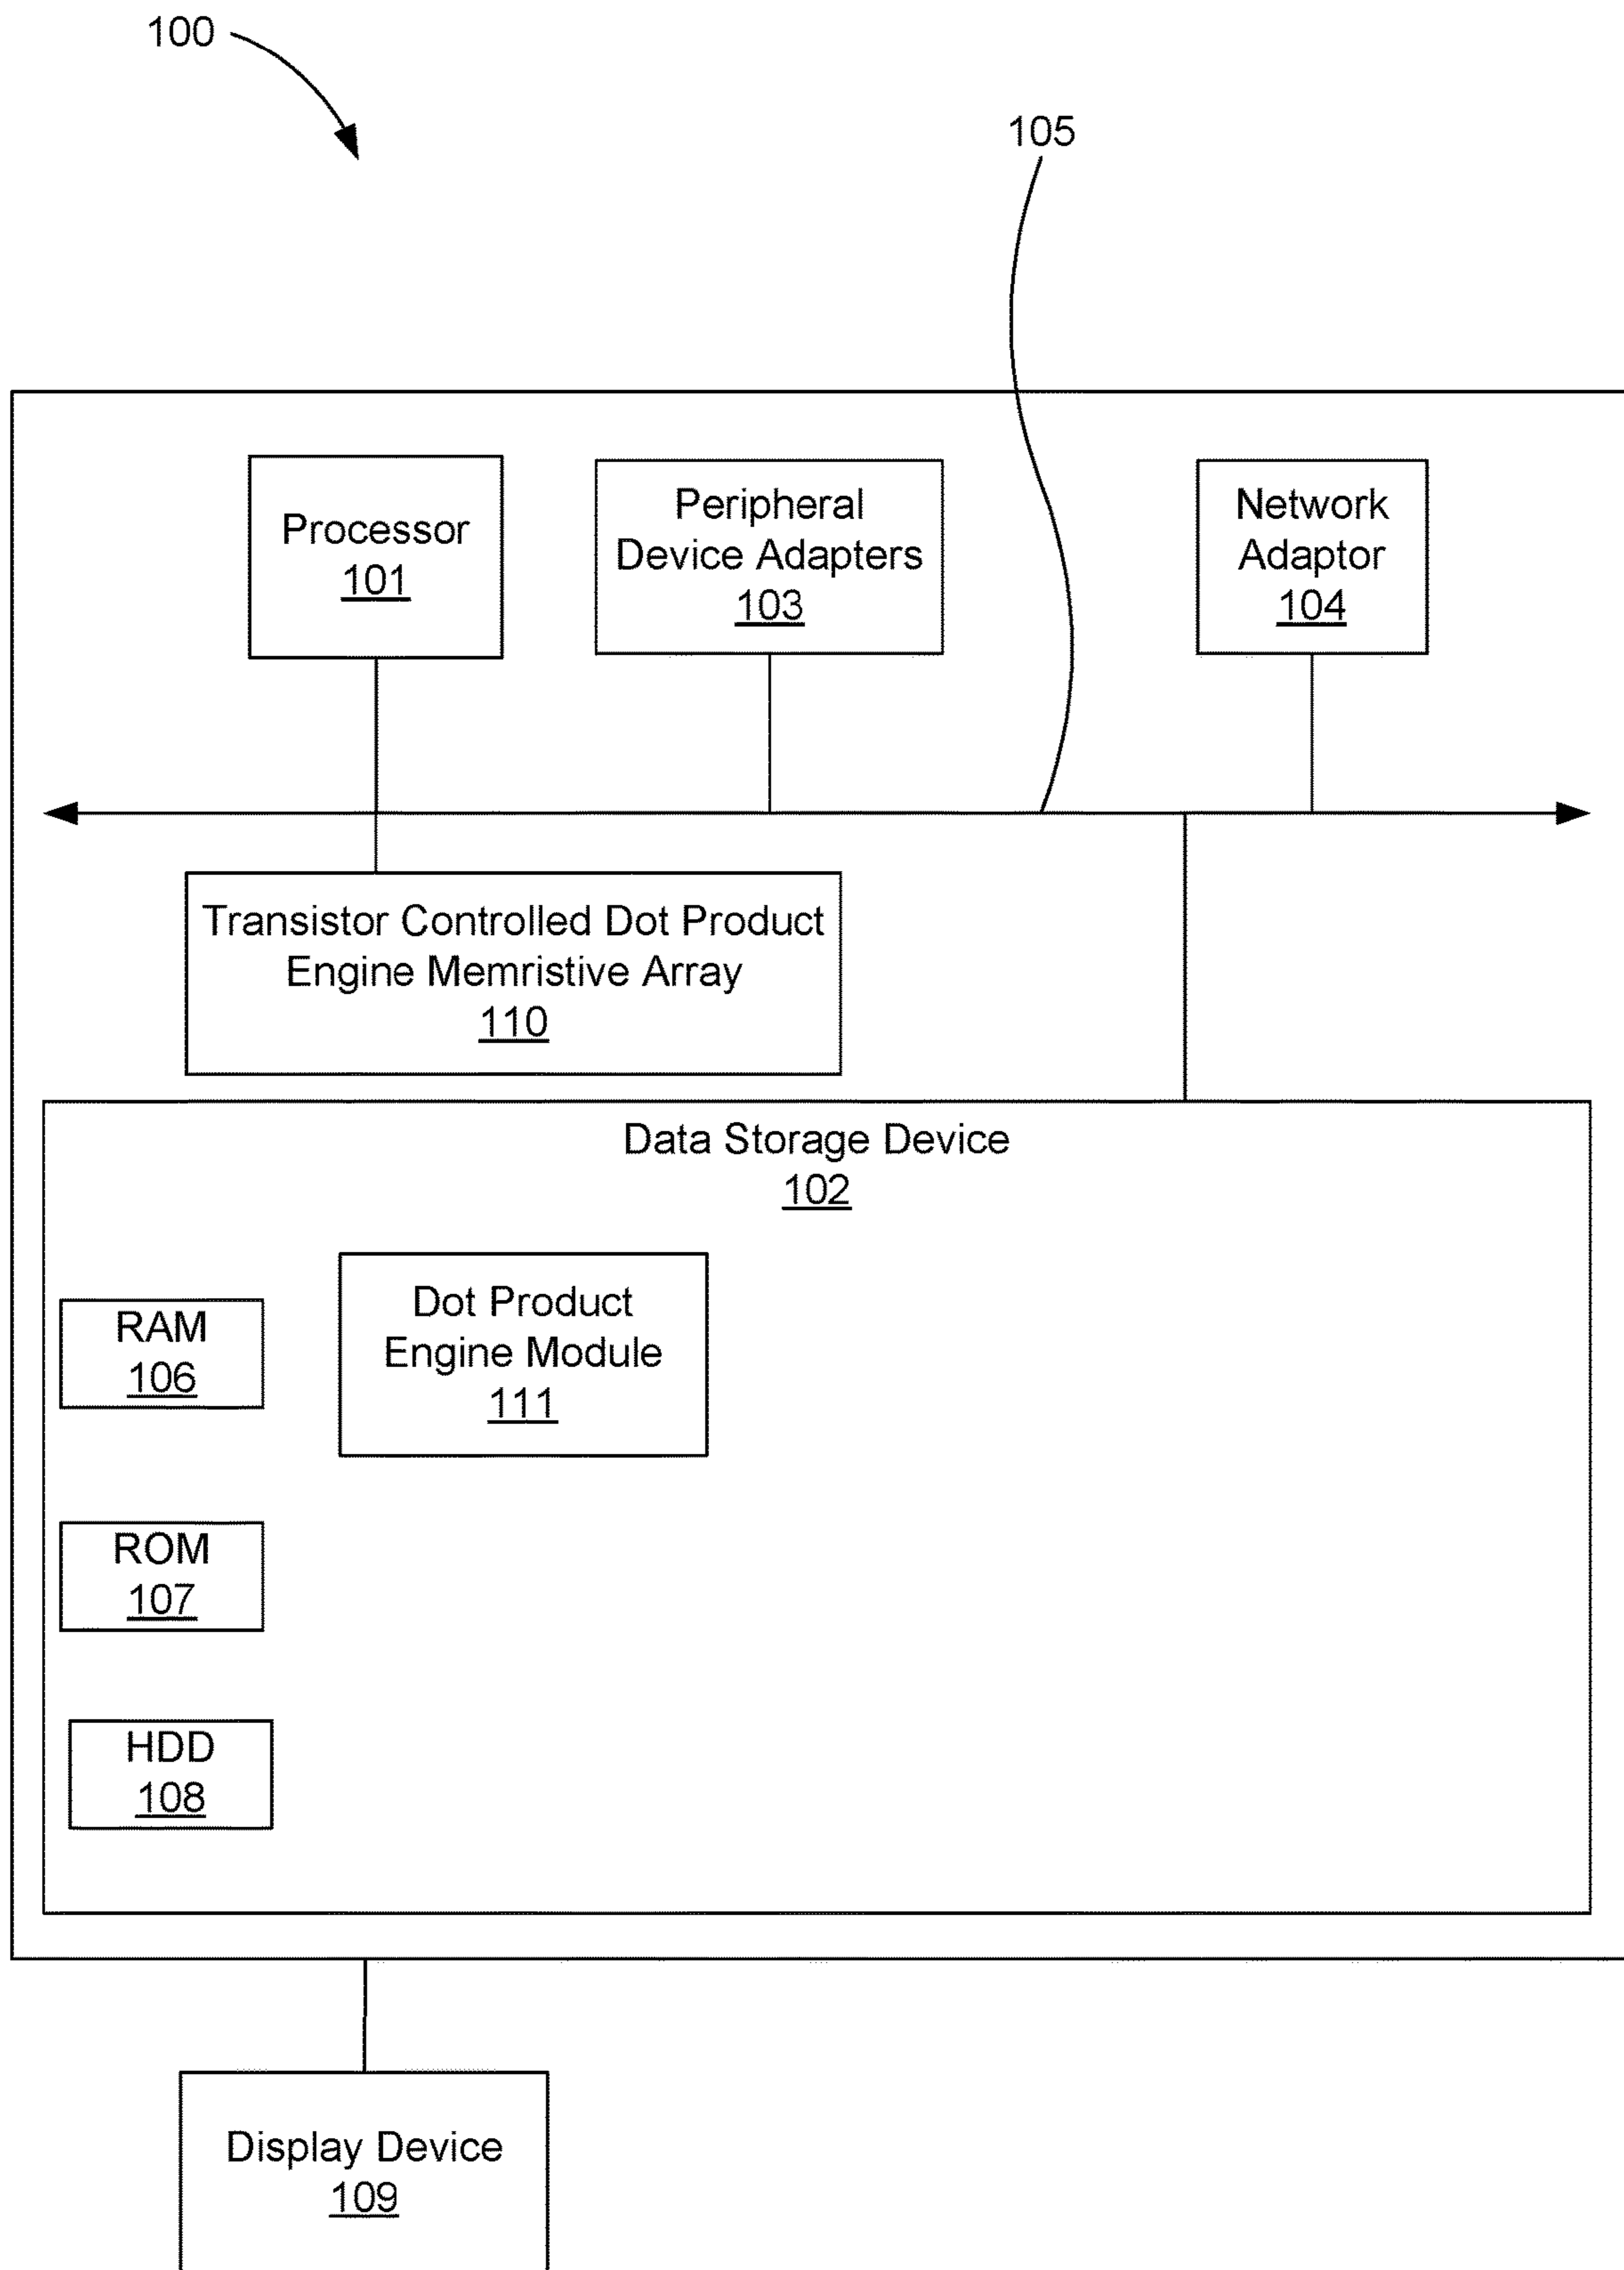 100
105
Processor
101
Peripheral
Device Adapters
103
Network
Adaptor
104
Transistor Controlled Dot Product
Engine Memristive Array
110
Data Storage Device
102
RAM
106
Dot Product
Engine Module
111
ROM
107
HDD
108
Display Device
109